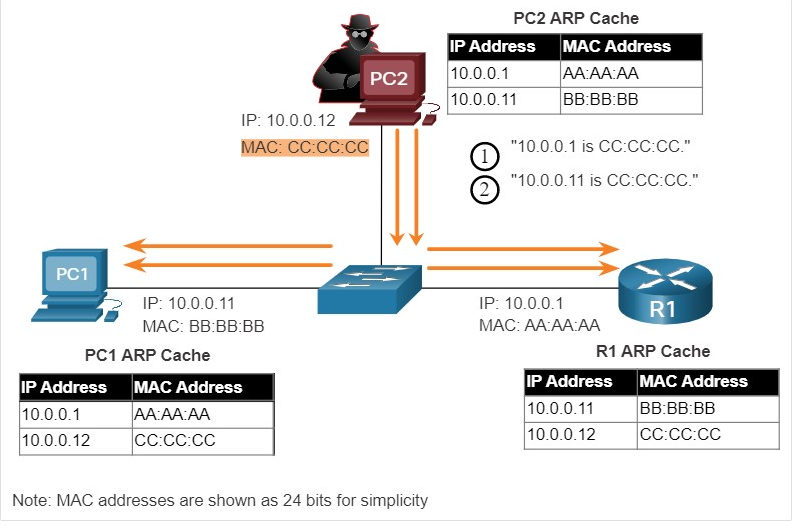 PC2 ARP Cache
IP Address MAC Address
10.0.0.1 AA:AA:AA
10.0.0.11 BB:BB:BB
PC2
IP: 10.0.0.12
MAC: CC:CC:CC
1 "10.0.0.1 is CC:CC:CC."
2 "10.0.0.11 is CC:CC:CC."
PC1
IP: 10.0.0.11
MAC: BB:BB:BB
IP: 10.0.0.1
MAC: AA:AA:AA
R1
PC1 ARP Cache
IP Address MAC Address
10.0.0.1 AA:AA:AA
10.0.0.12 CC:CC:CC
R1 ARP Cache
IP Address MAC Address
10.0.0.11 BB:BB:BB
10.0.0.12 CC:CC:CC
Note: MAC addresses are shown as 24 bits for simplicity